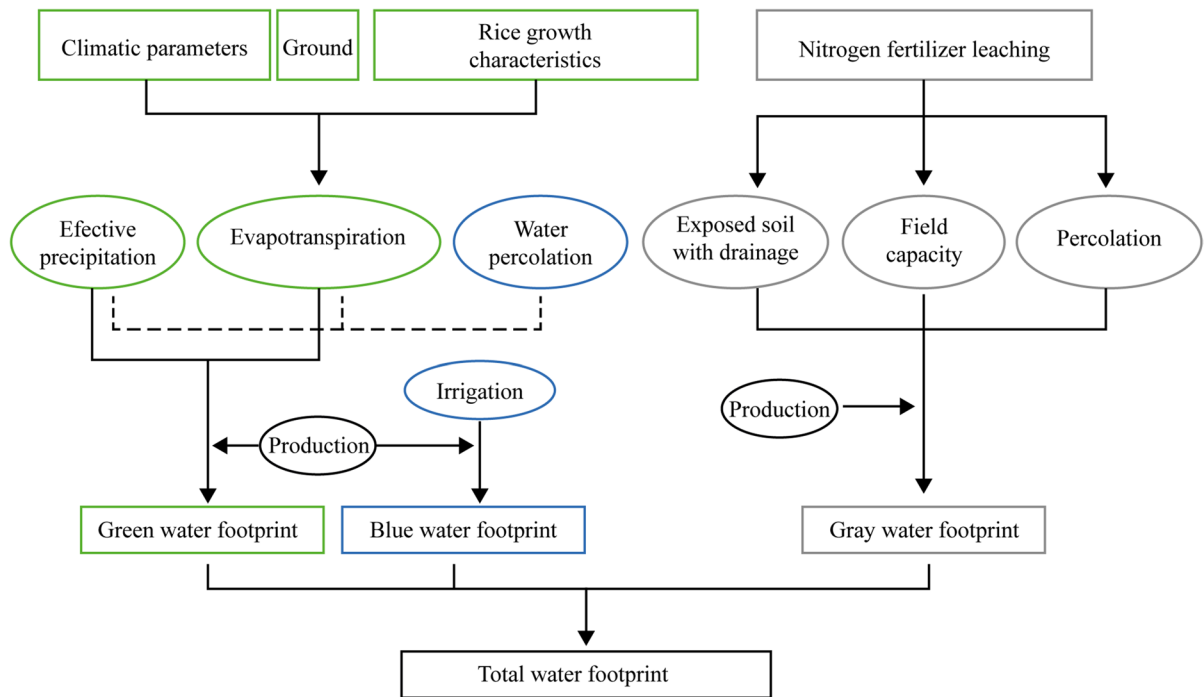 Climatic parameters
Ground
Rice growth
characteristics
Nitrogen fertilizer leaching
Efective
precipitation
Evapotranspiration
Water
percolation
Exposed soil
with drainage
Field
capacity
Percolation
Irrigation
Production
Production
Green water footprint
Blue water footprint
Gray water footprint
Total water footprint